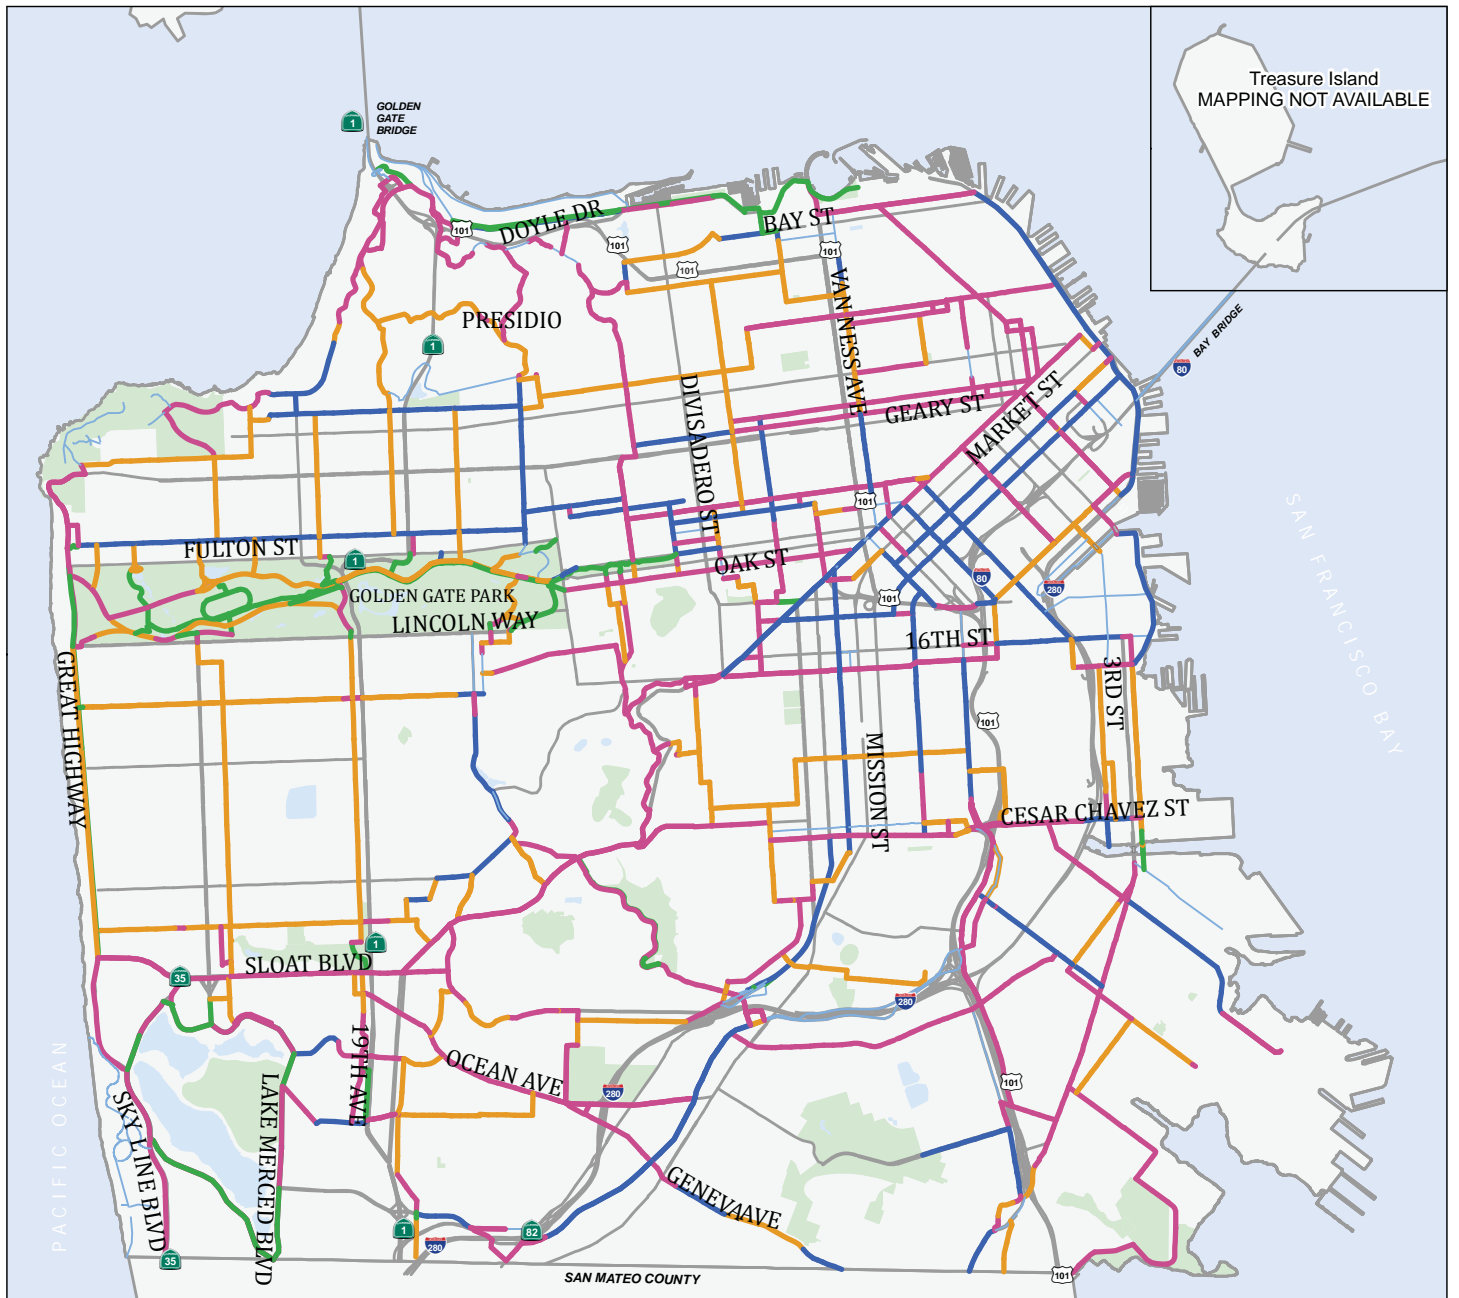 Treasure Island
MAPPING NOT AVAILABLE
GOLDEN
GATE
BRIDGE
1
101
DOYLE DR
101
BAY ST
101
101
VAN NESS AVE
PRESIDIO
1
BAY BRIDGE
80
DIVISADERO ST
GEARY ST
MARKET ST
101
FULTON ST
1
OAK ST
80
280
101
GOLDEN GATE PARK
LINCOLN WAY
16TH ST
SAN FRANCISCO BAY
GREAT HIGHWAY
3RD ST
101
MISSION ST
CESAR CHAVEZ ST
1
35
SLOAT BLVD
280
19TH AVE
OCEAN AVE
280
101
PACIFIC OCEAN
SKY LINE BLVD
LAKE MERCED BLVD
GENEVA AVE
1
280
82
35
101
SAN MATEO COUNTY